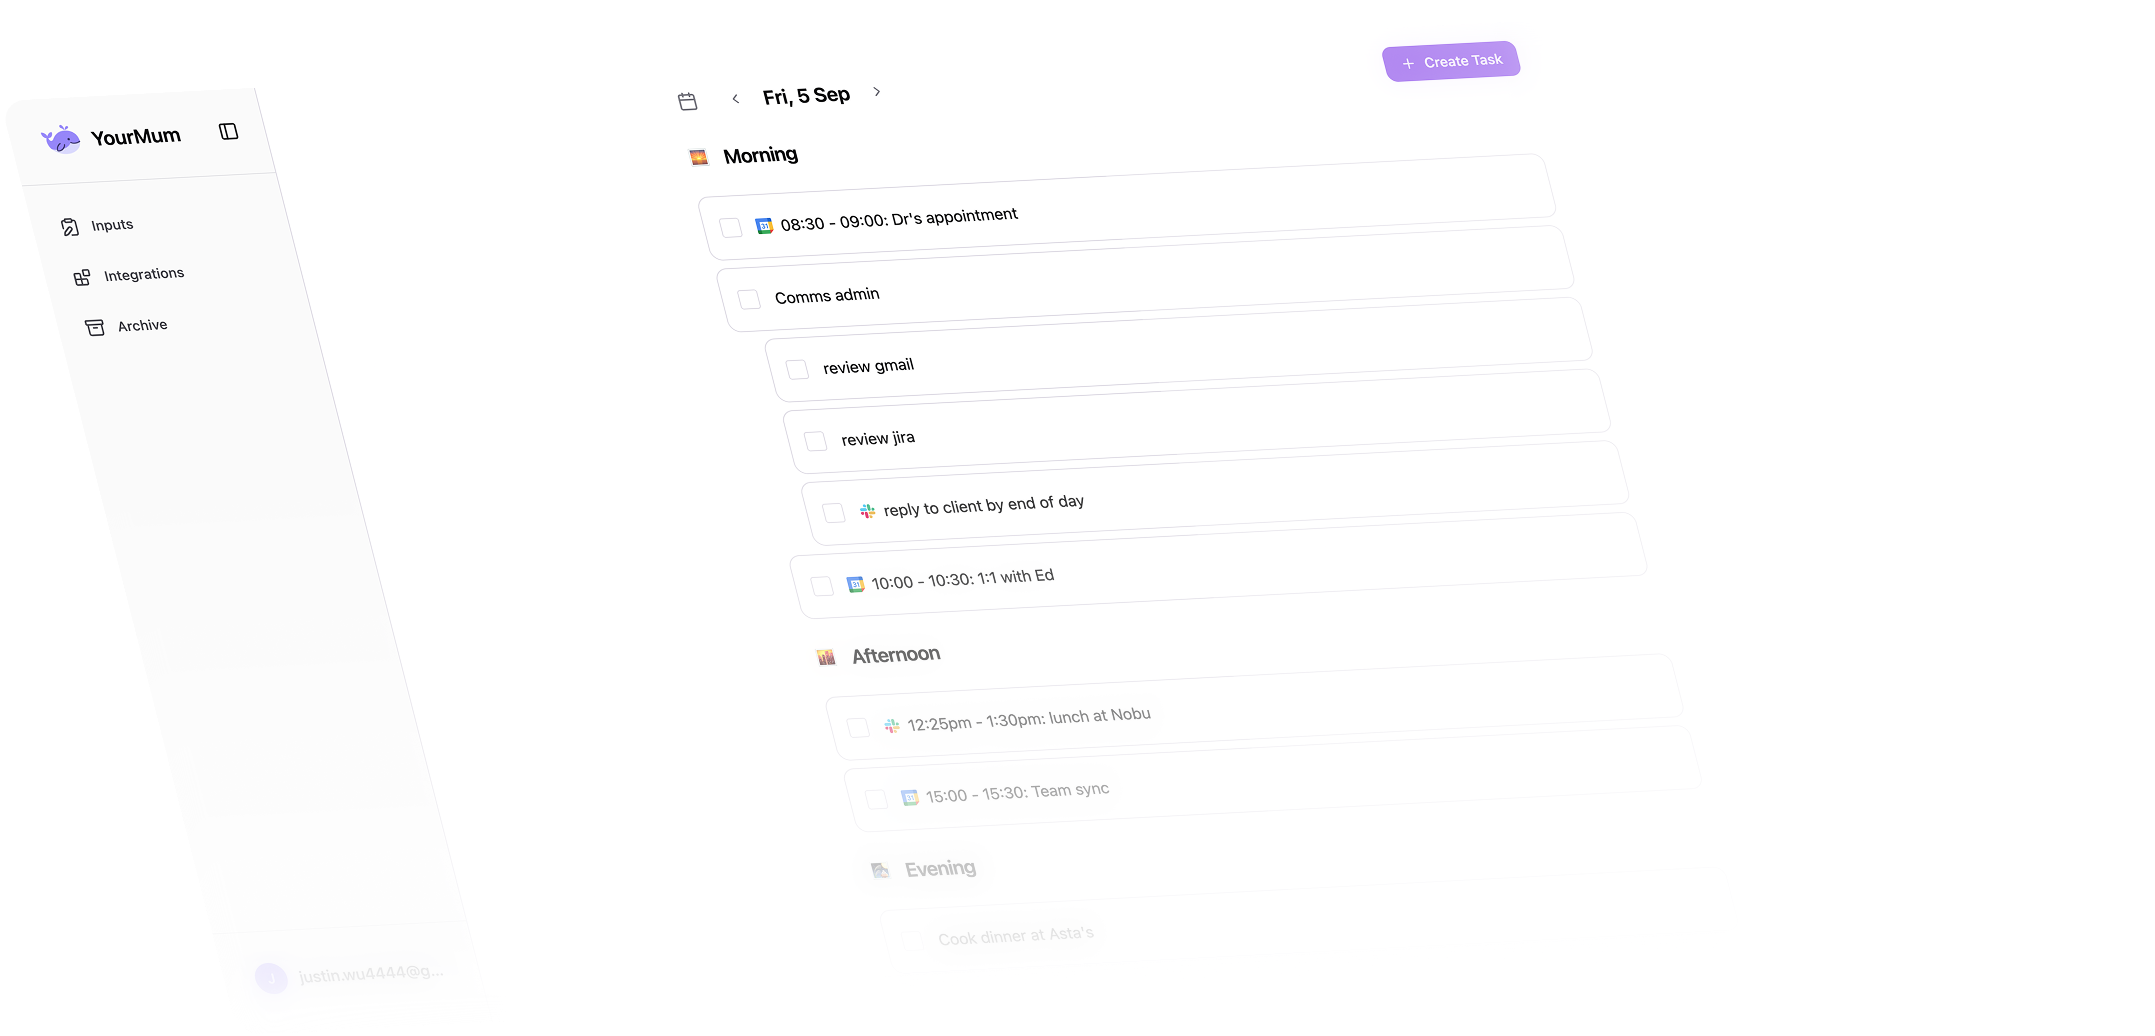 YourMum
Inputs
Integrations
Archive
justin.wu4444@g...
Create Task
Fri, 5 Sep
Morning
31 08:30 - 09:00: Dr's appointment
Comms admin
review gmail
review jira
reply to client by end of day
31 10:00 - 10:30: 1:1 with Ed
Afternoon
12:25pm - 1:30pm: lunch at Nobu
31 15:00 - 15:30: Team sync
Evening
Cook dinner at Asta's